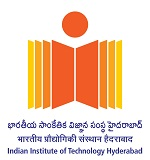 భారతీయ సాంకేతిక విజ్ఞాన సంస్థ హైదరాబాద్
भारतीय प्रौद्योगिकी संस्थान हैदराबाद
Indian Institute of Technology Hyderabad